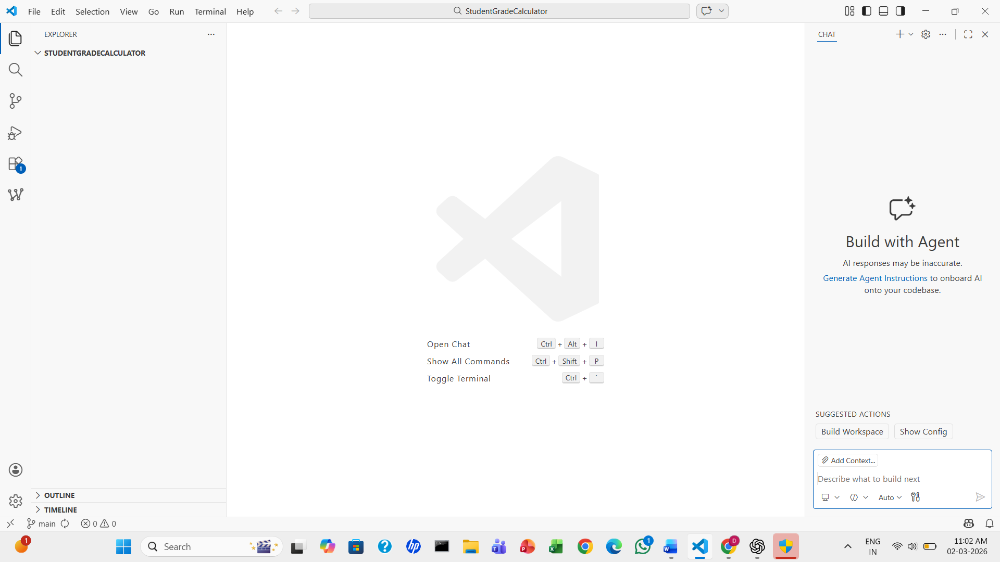 File Edit Selection View Go Run Terminal Help
StudentGradeCalculator
EXPLORER
STUDENTGRADECALCULATOR
1
Open Chat Ctrl + Alt + I
Show All Commands Ctrl + Shift + P
Toggle Terminal Ctrl + `
OUTLINE
TIMELINE
CHAT
Build with Agent
AI responses may be inaccurate.
Generate Agent Instructions to onboard AI
onto your codebase.
SUGGESTED ACTIONS
Build Workspace Show Config
Add Context...
Describe what to build next
Auto
main 0 0
1
Search
1
D
ENG
IN
11:02 AM
02-03-2026